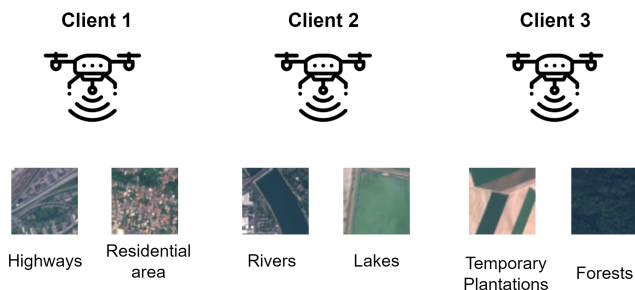 Client 1
Client 2
Client 3
Highways
Residential
area
Rivers
Lakes
Temporary
Plantations
Forests